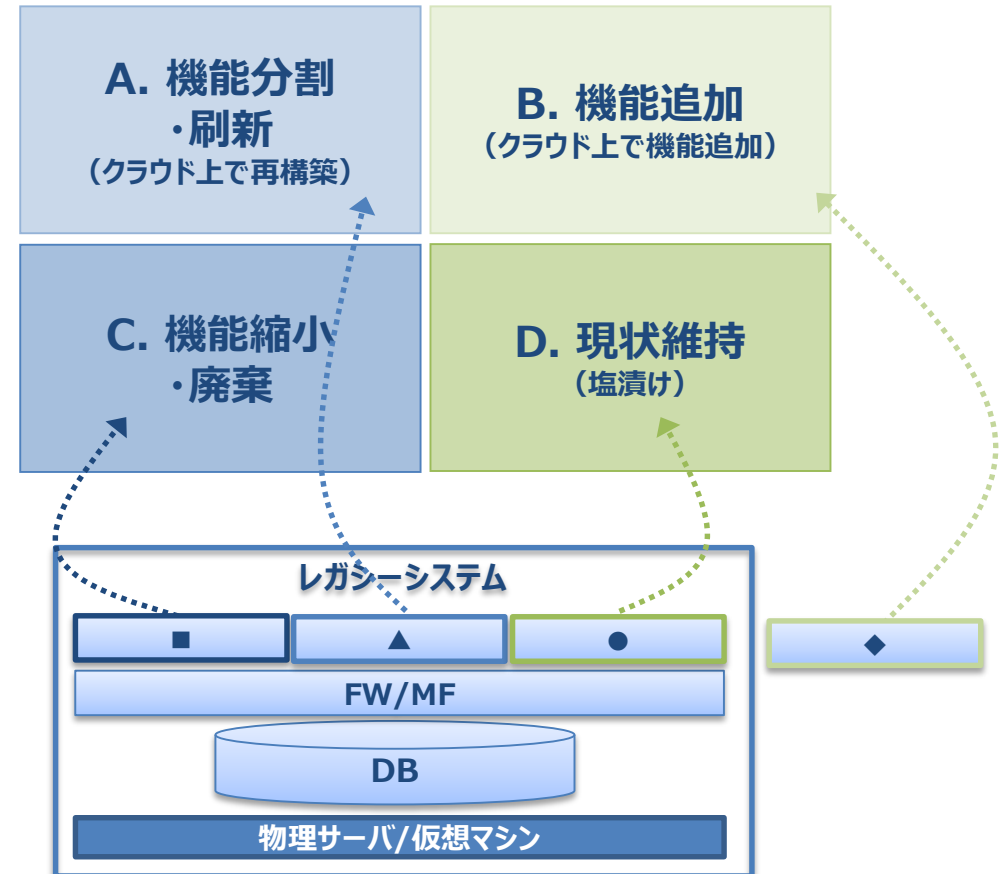 A. 機能分割
・刷新
（クラウド上で再構築）
B. 機能追加
（クラウド上で機能追加）
C. 機能縮小
・廃棄
D. 現状維持
（塩漬け）
レガシーシステム
■
▲
●
◆
FW/MF
DB
物理サーバ/仮想マシン